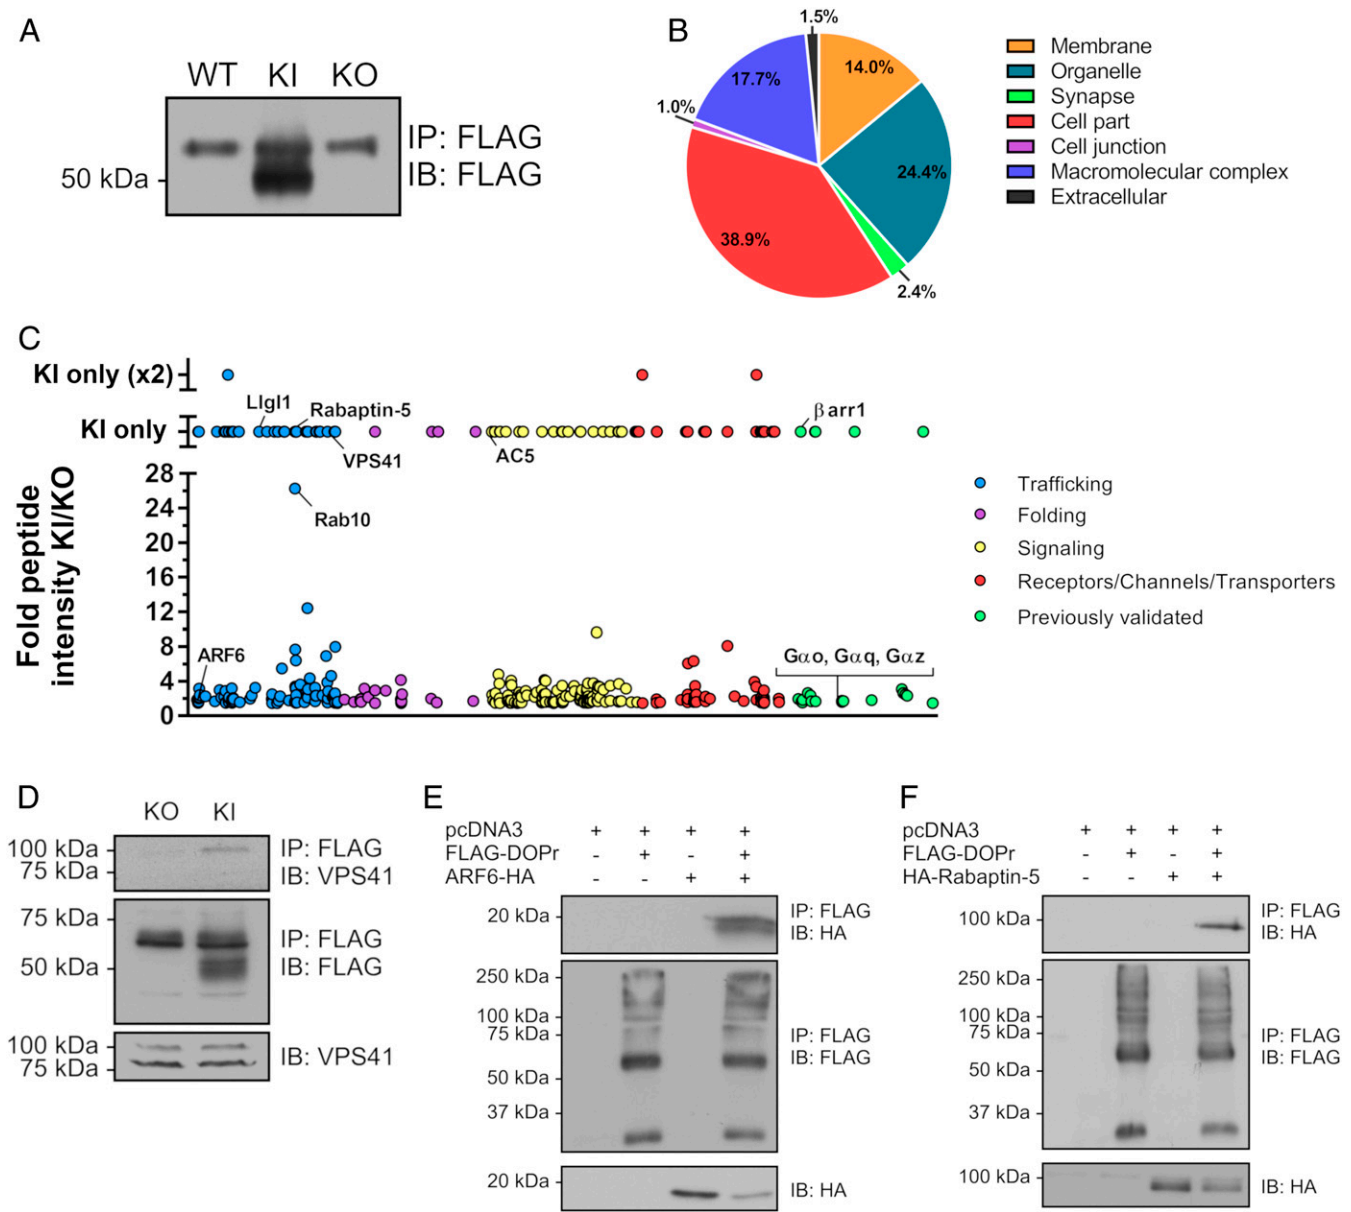 A
WT KI KO
IP: FLAG
50 kDa
IB: FLAG
B
1.5%
14.0%
17.7%
1.0%
24.4%
38.9%
2.4%
Membrane
Organelle
Synapse
Cell part
Cell junction
Macromolecular complex
Extracellular
C
KI only (x2)
KI only
Llgl1
Rabaptin-5
VPS41
AC5
βarr1
Fold peptide
intensity KI/KO
28
24
20
16
12
8
4
0
Rab10
ARF6
Gαo, Gαq, Gαz
Trafficking
Folding
Signaling
Receptors/Channels/Transporters
Previously validated
D
KO KI
100 kDa
75 kDa
IP: FLAG
IB: VPS41
75 kDa
50 kDa
IP: FLAG
IB: FLAG
100 kDa
75 kDa
IB: VPS41
E
pcDNA3 + + + +
FLAG-DOPr - + - +
ARF6-HA - - + +
20 kDa
IP: FLAG
IB: HA
250 kDa
100 kDa
75 kDa
50 kDa
37 kDa
IP: FLAG
IB: FLAG
20 kDa
IB: HA
F
pcDNA3 + + + +
FLAG-DOPr - + - +
HA-Rabaptin-5 - - + +
100 kDa
IP: FLAG
IB: HA
250 kDa
100 kDa
75 kDa
50 kDa
37 kDa
IP: FLAG
IB: FLAG
100 kDa
IB: HA